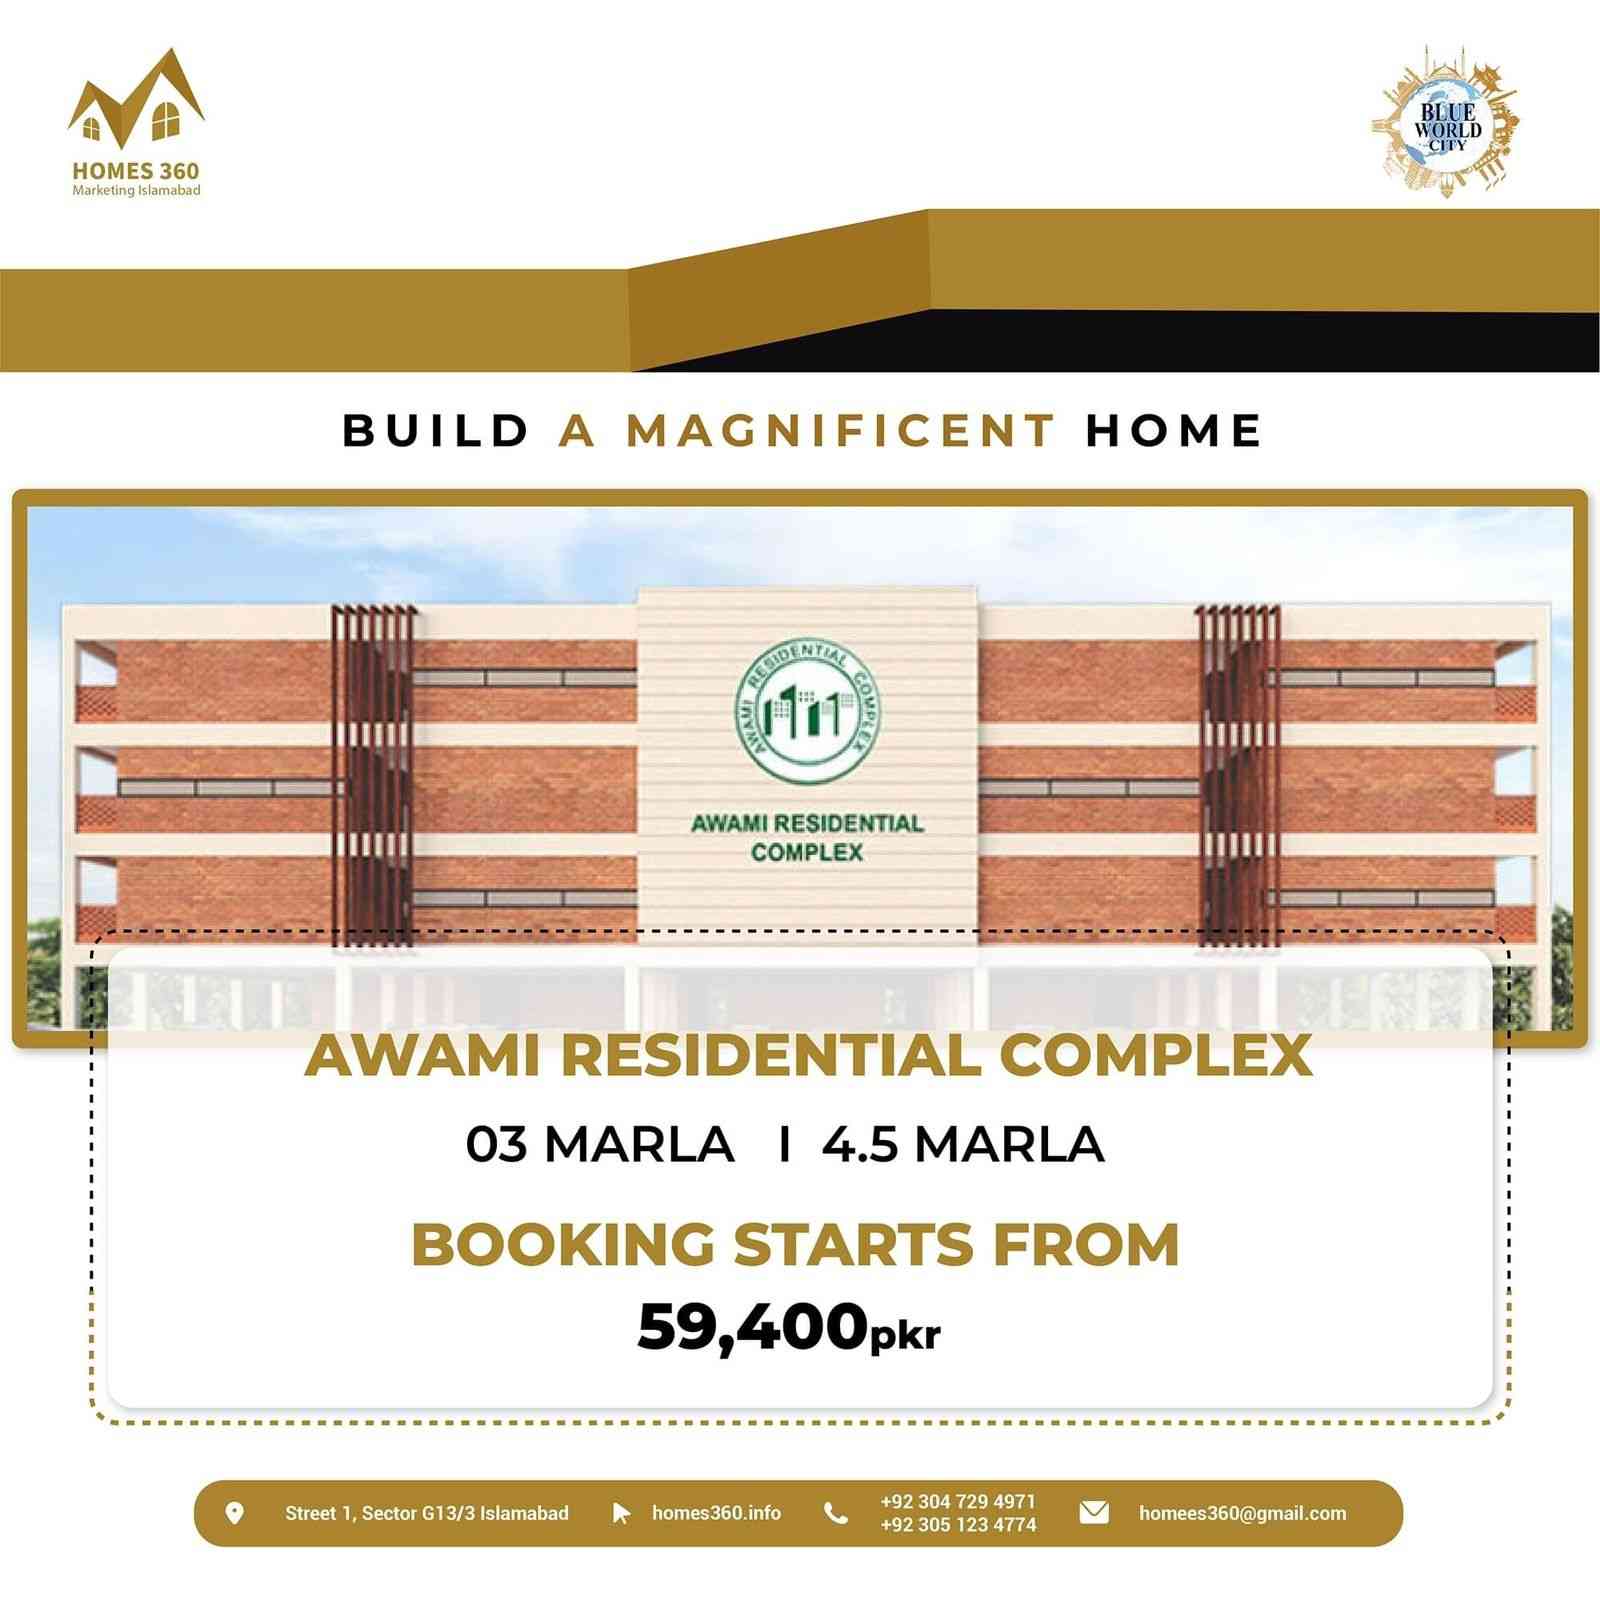 HOMES 360
Marketing Islamabad
BLUE
WORLD
CITY
BUILD A MAGNIFICENT HOME
AWAMI RESIDENTIAL COMPLEX
AWAMI RESIDENTIAL
COMPLEX
AWAMI RESIDENTIAL COMPLEX
03 MARLA I 4.5 MARLA
BOOKING STARTS FROM
59,400pkr
Street 1, Sector G13/3 Islamabad
homes360.info
+92 304 729 4971
+92 305 123 4774
homees360@gmail.com